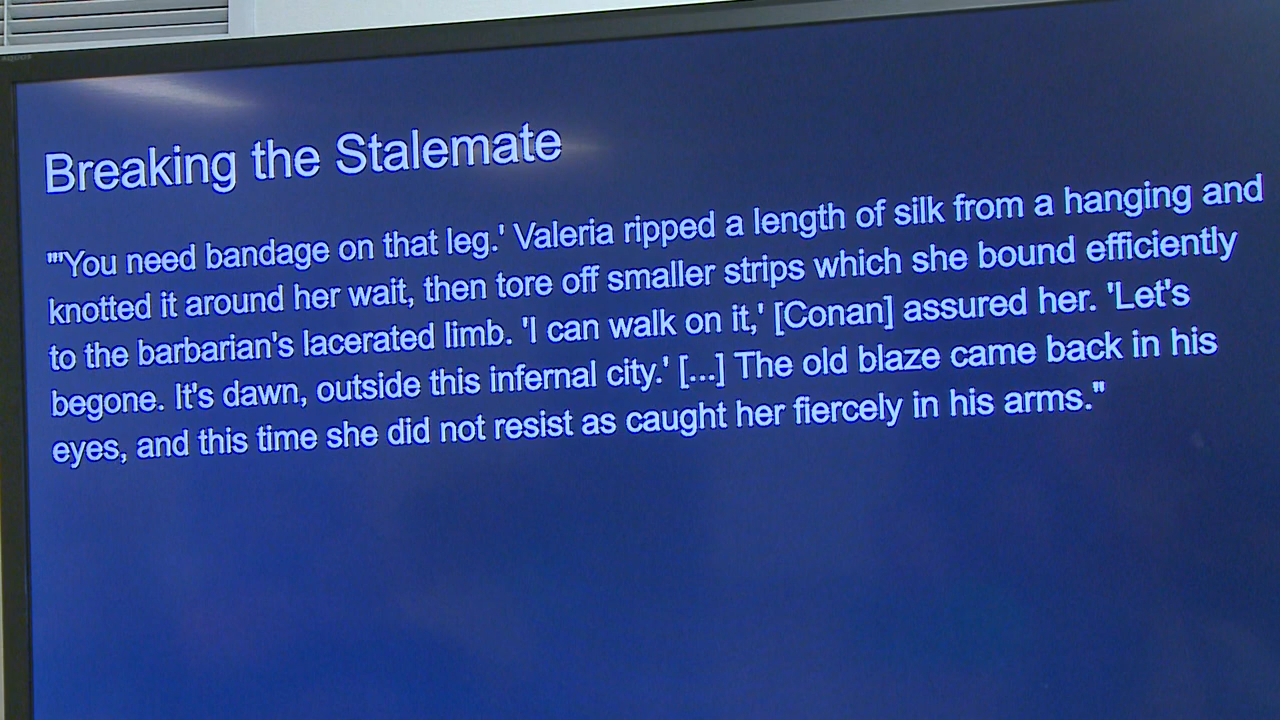 Breaking the Stalemate
"'You need bandage on that leg.' Valeria ripped a length of silk from a hanging and
knotted it around her wait, then tore off smaller strips which she bound efficiently
to the barbarian's lacerated limb. 'I can walk on it,' [Conan] assured her. 'Let's
begone. It's dawn, outside this infernal city.' [...] The old blaze came back in his
eyes, and this time she did not resist as caught her fiercely in his arms."